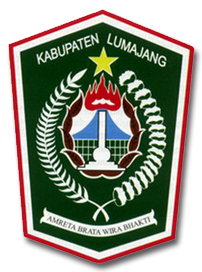 KABUPATEN LUMAJANG
AMRETA BRATA WIRA BHAKTI